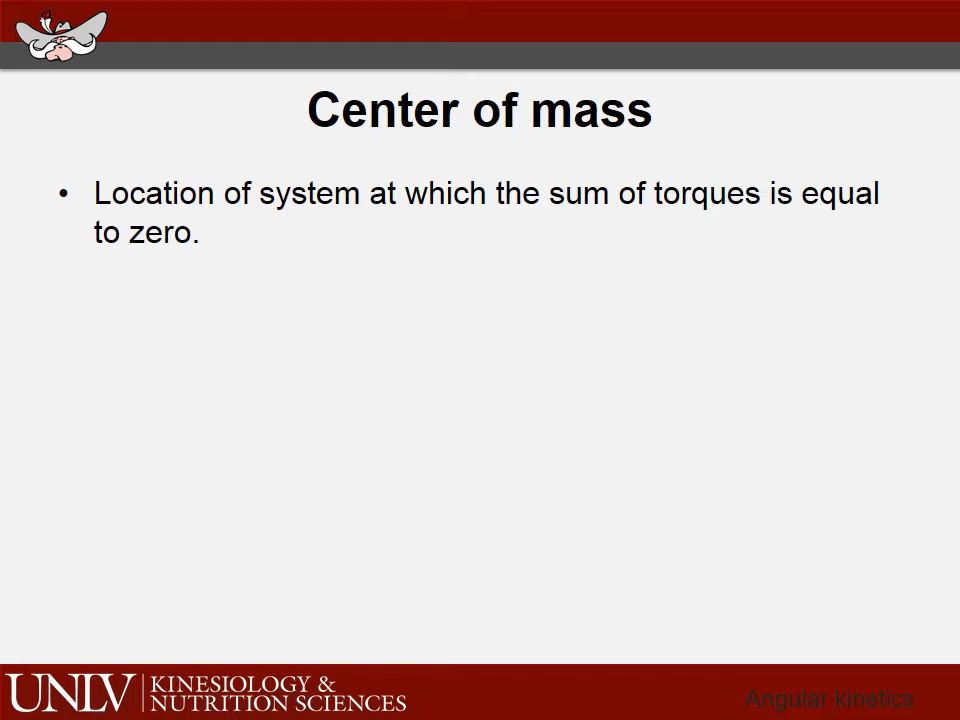 Center of mass
• Location of system at which the sum of torques is equal
to zero.
UNLV
KINESIOLOGY &
NUTRITION SCIENCES
Angular kinetics